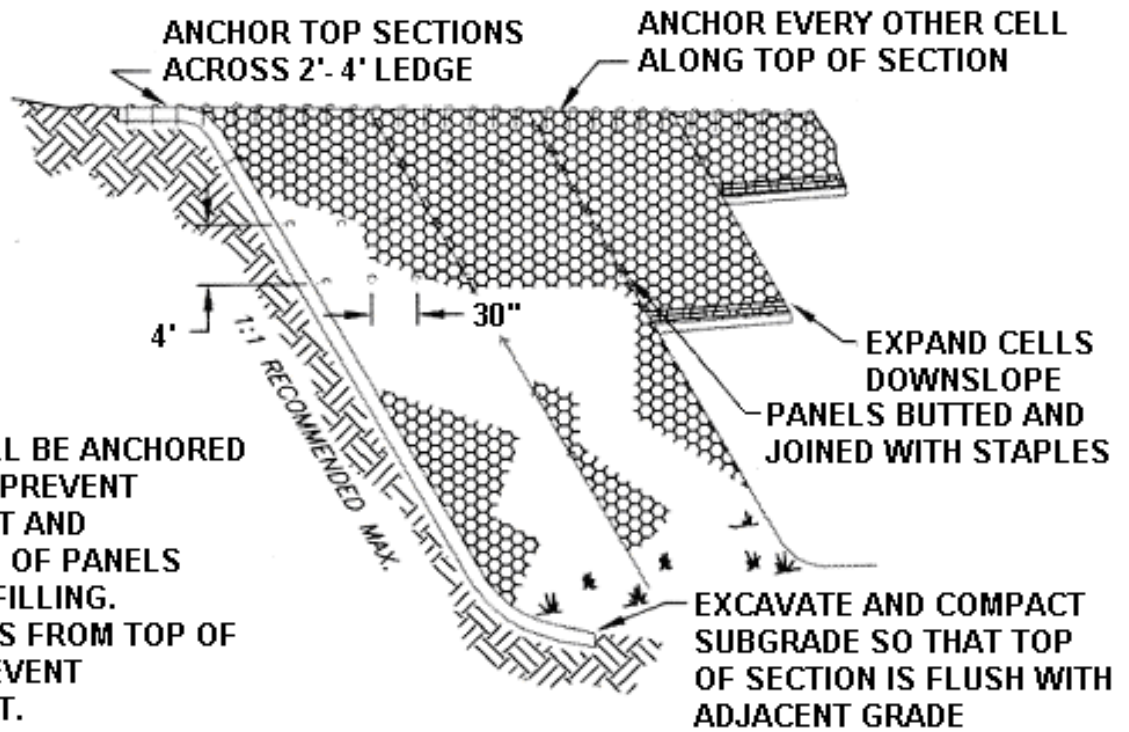 ANCHOR TOP SECTIONS
ACROSS 2'- 4' LEDGE
ANCHOR EVERY OTHER CELL
ALONG TOP OF SECTION
4'
30"
1:1 RECOMMENDED MAX.
EXPAND CELLS
DOWNSLOPE
PANELS BUTTED AND
JOINED WITH STAPLES
BE ANCHORED
PREVENT
AND
OF PANELS
FILLING.
FROM TOP OF
EXCAVATE AND COMPACT
SUBGRADE SO THAT TOP
OF SECTION IS FLUSH WITH
ADJACENT GRADE